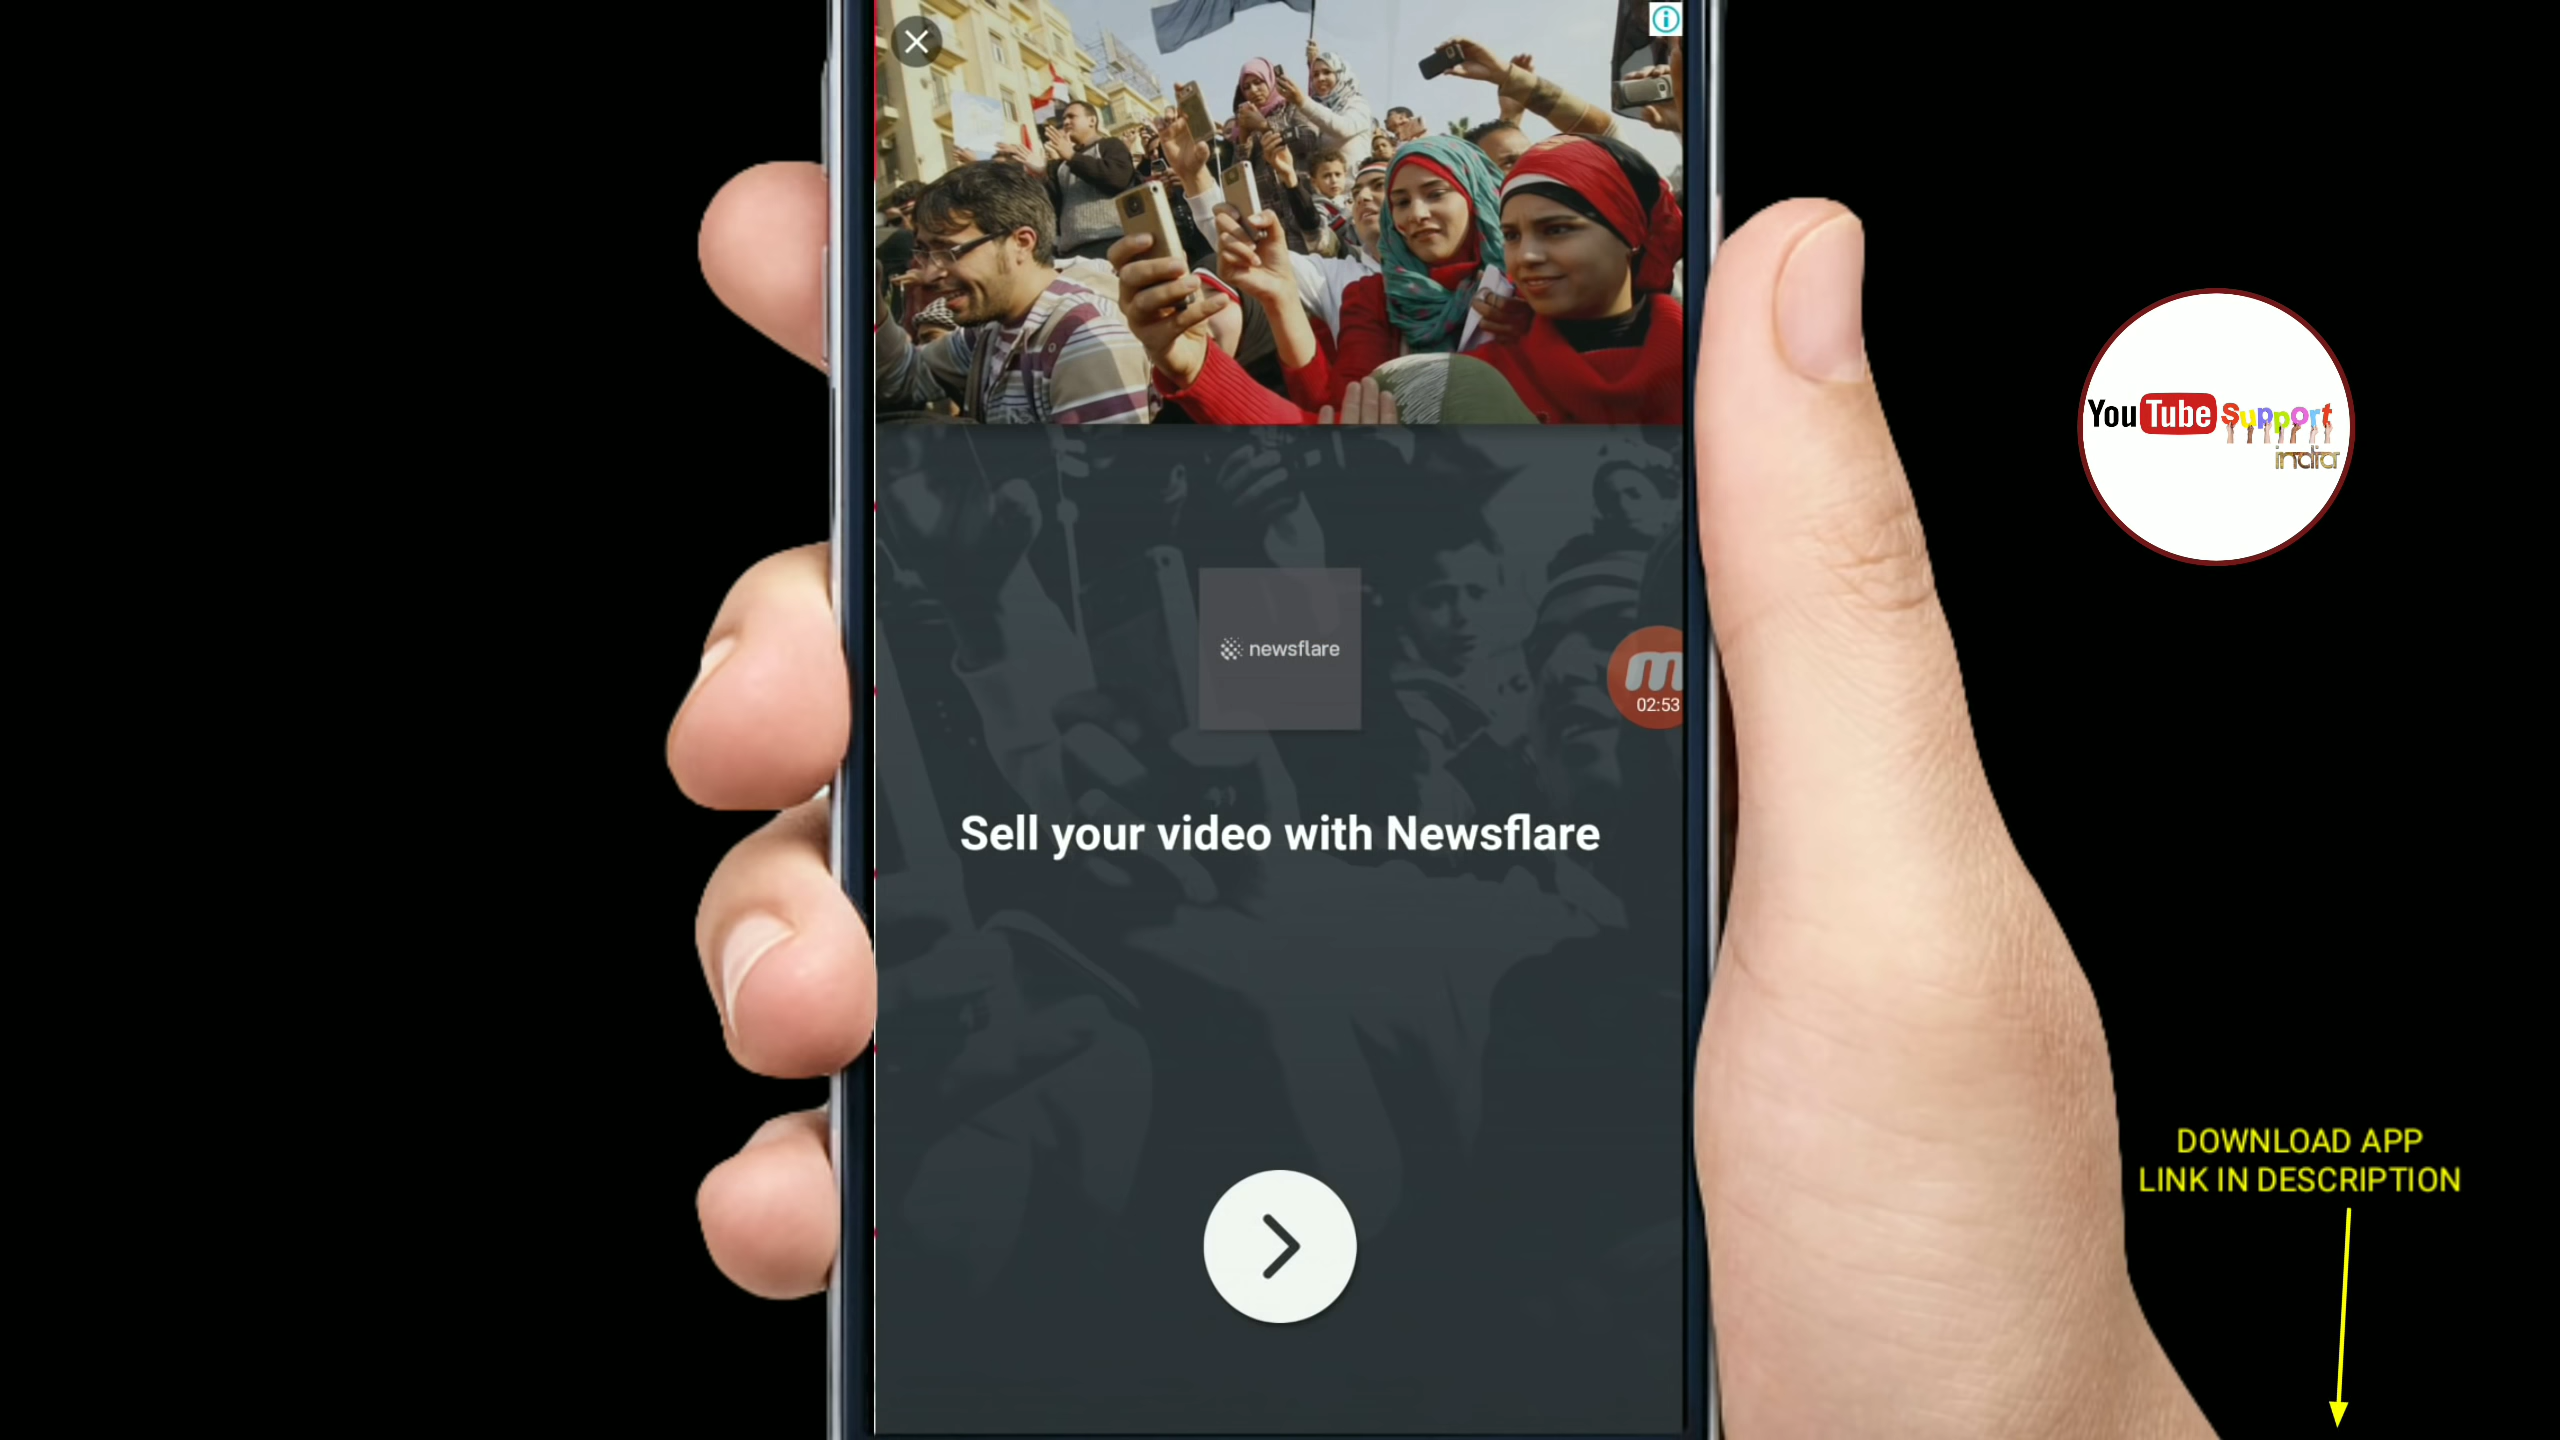 YouTube Support
india
newsflare
02:53
Sell your video with Newsflare
DOWNLOAD APP
LINK IN DESCRIPTION